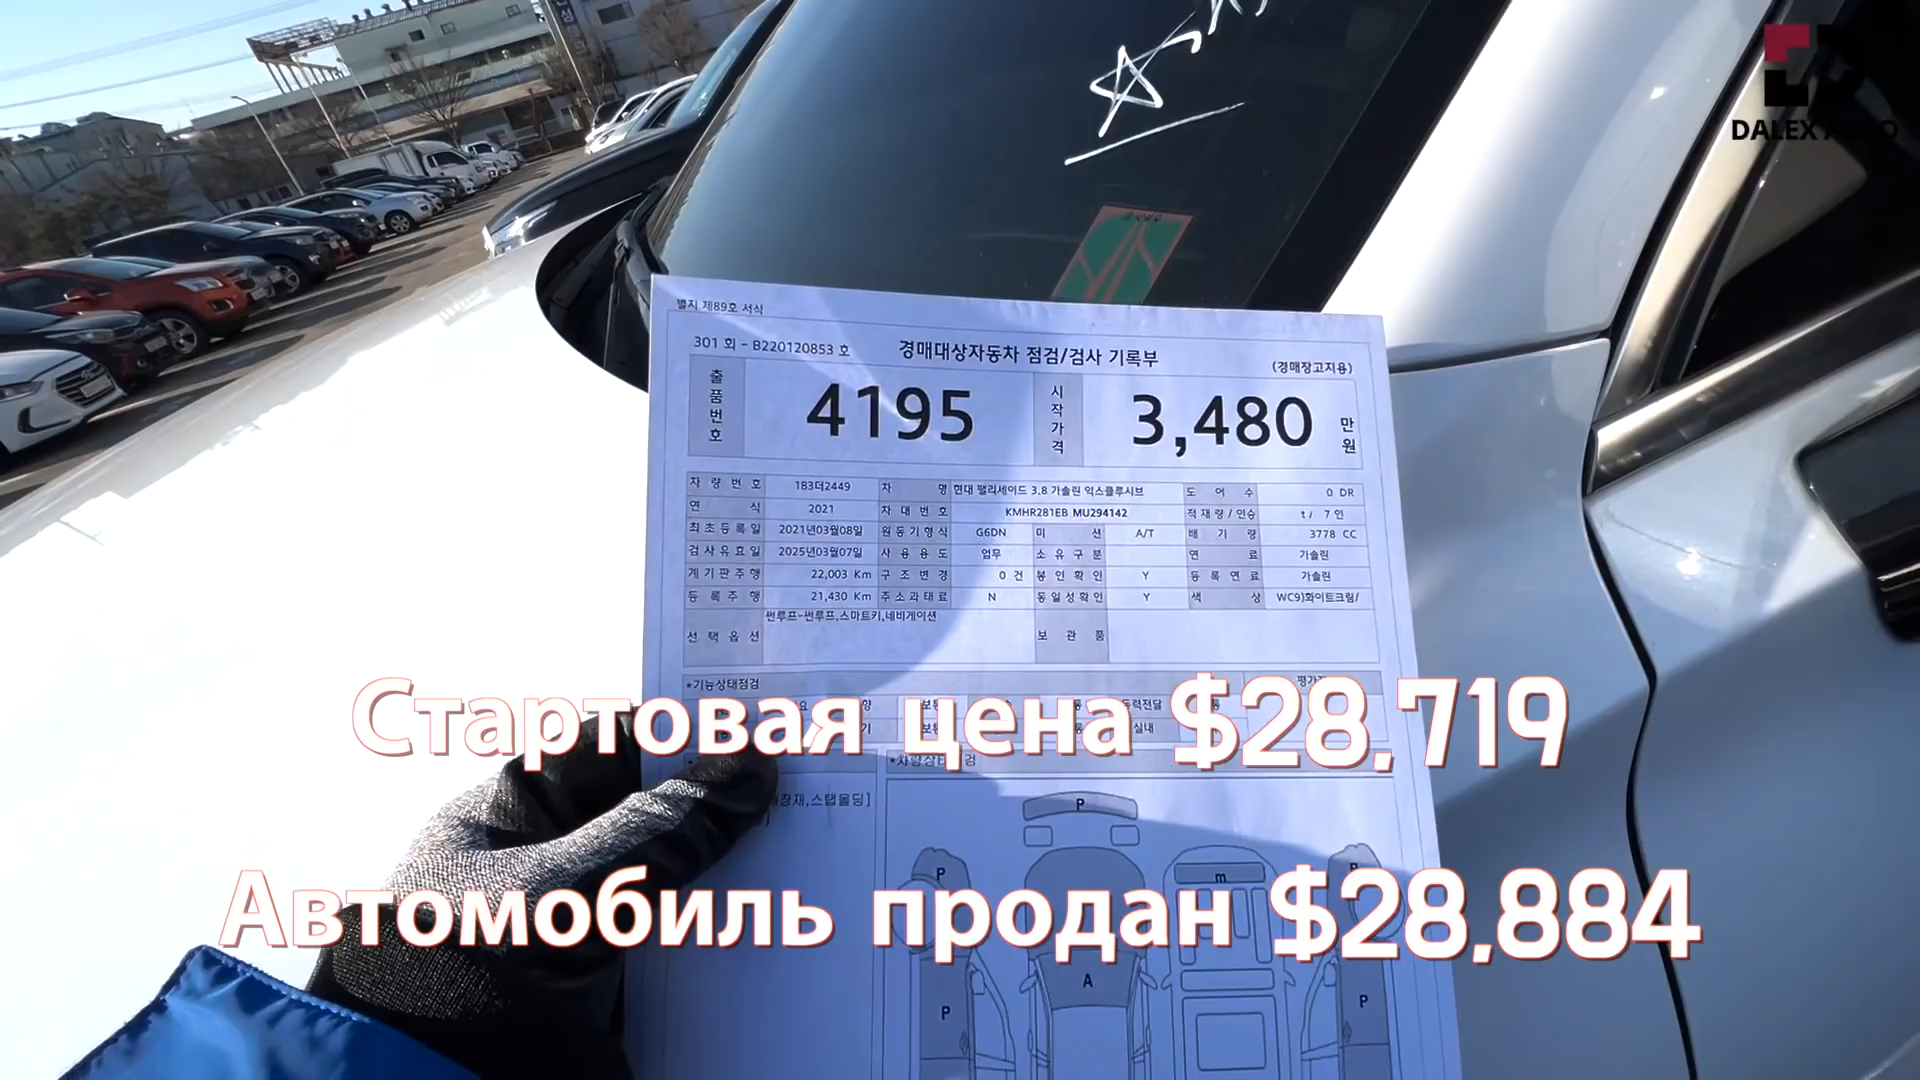 DALEX AUTO
별지 제89호 서식
301 회 - B220120853 호
경매대상자동차 점검/검사 기록부
(경매장고지용)
출품번호 4195 시작가격 3,480 만원
차량번호 183더2449 차명 현대 팰리세이드 3.8 가솔린 익스클루시브 도어수 0 DR
연식 2021 차대번호 KMHR281EB MU294142 적재량/인승 t / 7 인
최초등록일 2021년03월08일 원동기형식 G6DN 미션 A/T 배기량 3778 CC
검사유효일 2025년03월07일 사용용도 업무 소유구분 연료 가솔린
계기판주행 22,003 Km 구조변경 0 건 봉인확인 Y 등록연료 가솔린
등록주행 21,430 Km 주소과태료 N 동일성확인 Y 색상 WC9)화이트크림/
선택옵션 썬루프-썬루프,스마트키,네비게이션 보관품
*기능상태점검
동력전달
실내
Стартовая цена $28,719
스탭몰딩]
P
P P
m
Автомобиль продан $28,884
A
P P